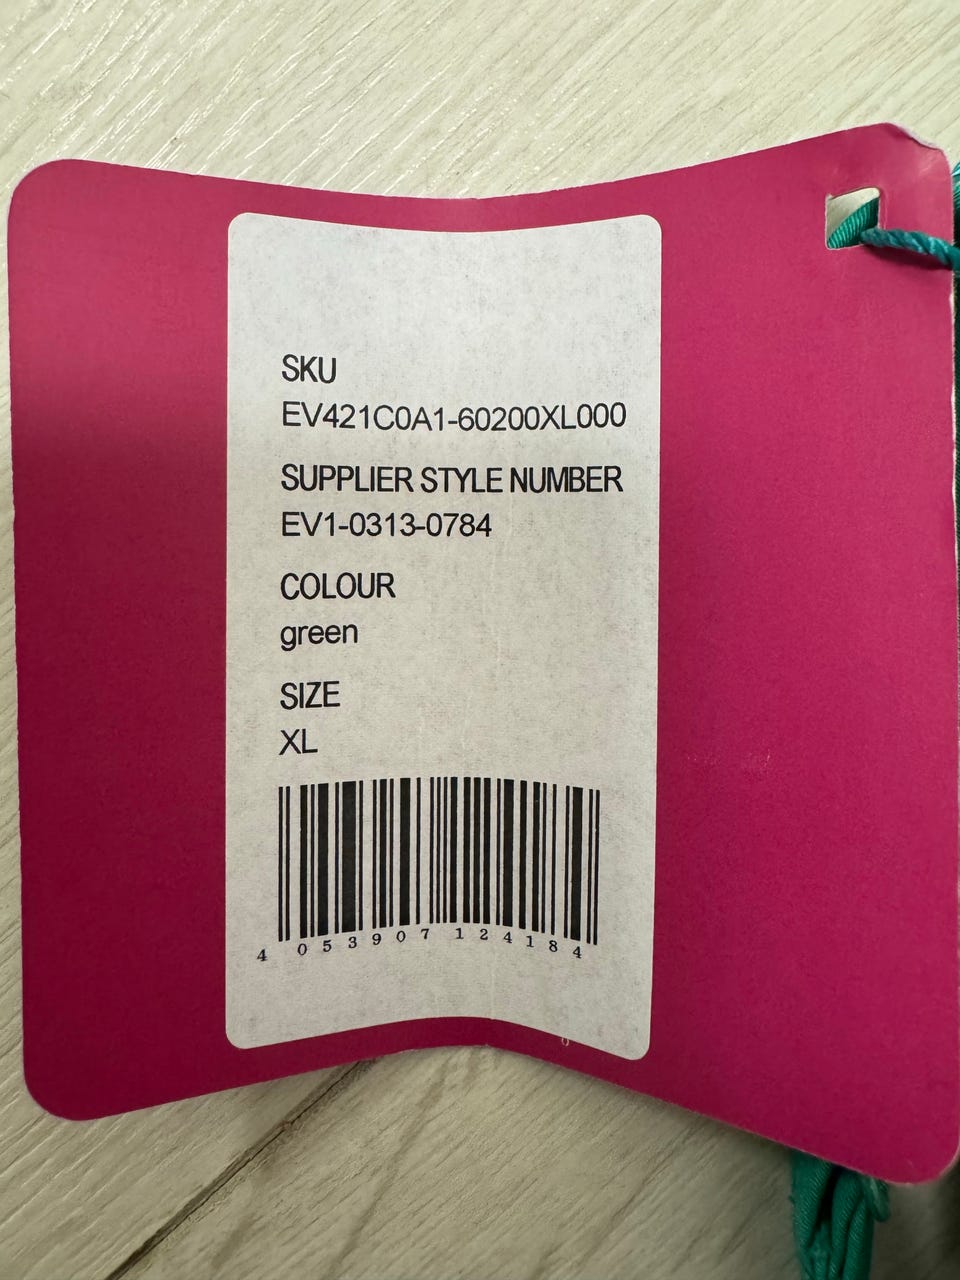 SKU
EV421C0A1-60200XL000
SUPPLIER STYLE NUMBER
EV1-0313-0784
COLOUR
green
SIZE
XL
4 053907 124184